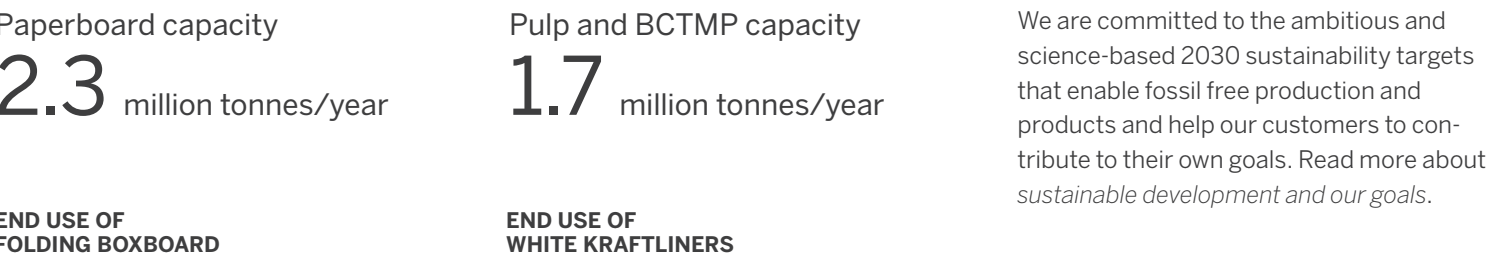 Paperboard capacity
2.3 million tonnes/year
END USE OF
FOLDING BOXBOARD
Pulp and BCTMP capacity
1.7 million tonnes/year
END USE OF
WHITE KRAFTLINERS
We are committed to the ambitious and
science-based 2030 sustainability targets
that enable fossil free production and
products and help our customers to con-
tribute to their own goals. Read more about
sustainable development and our goals.